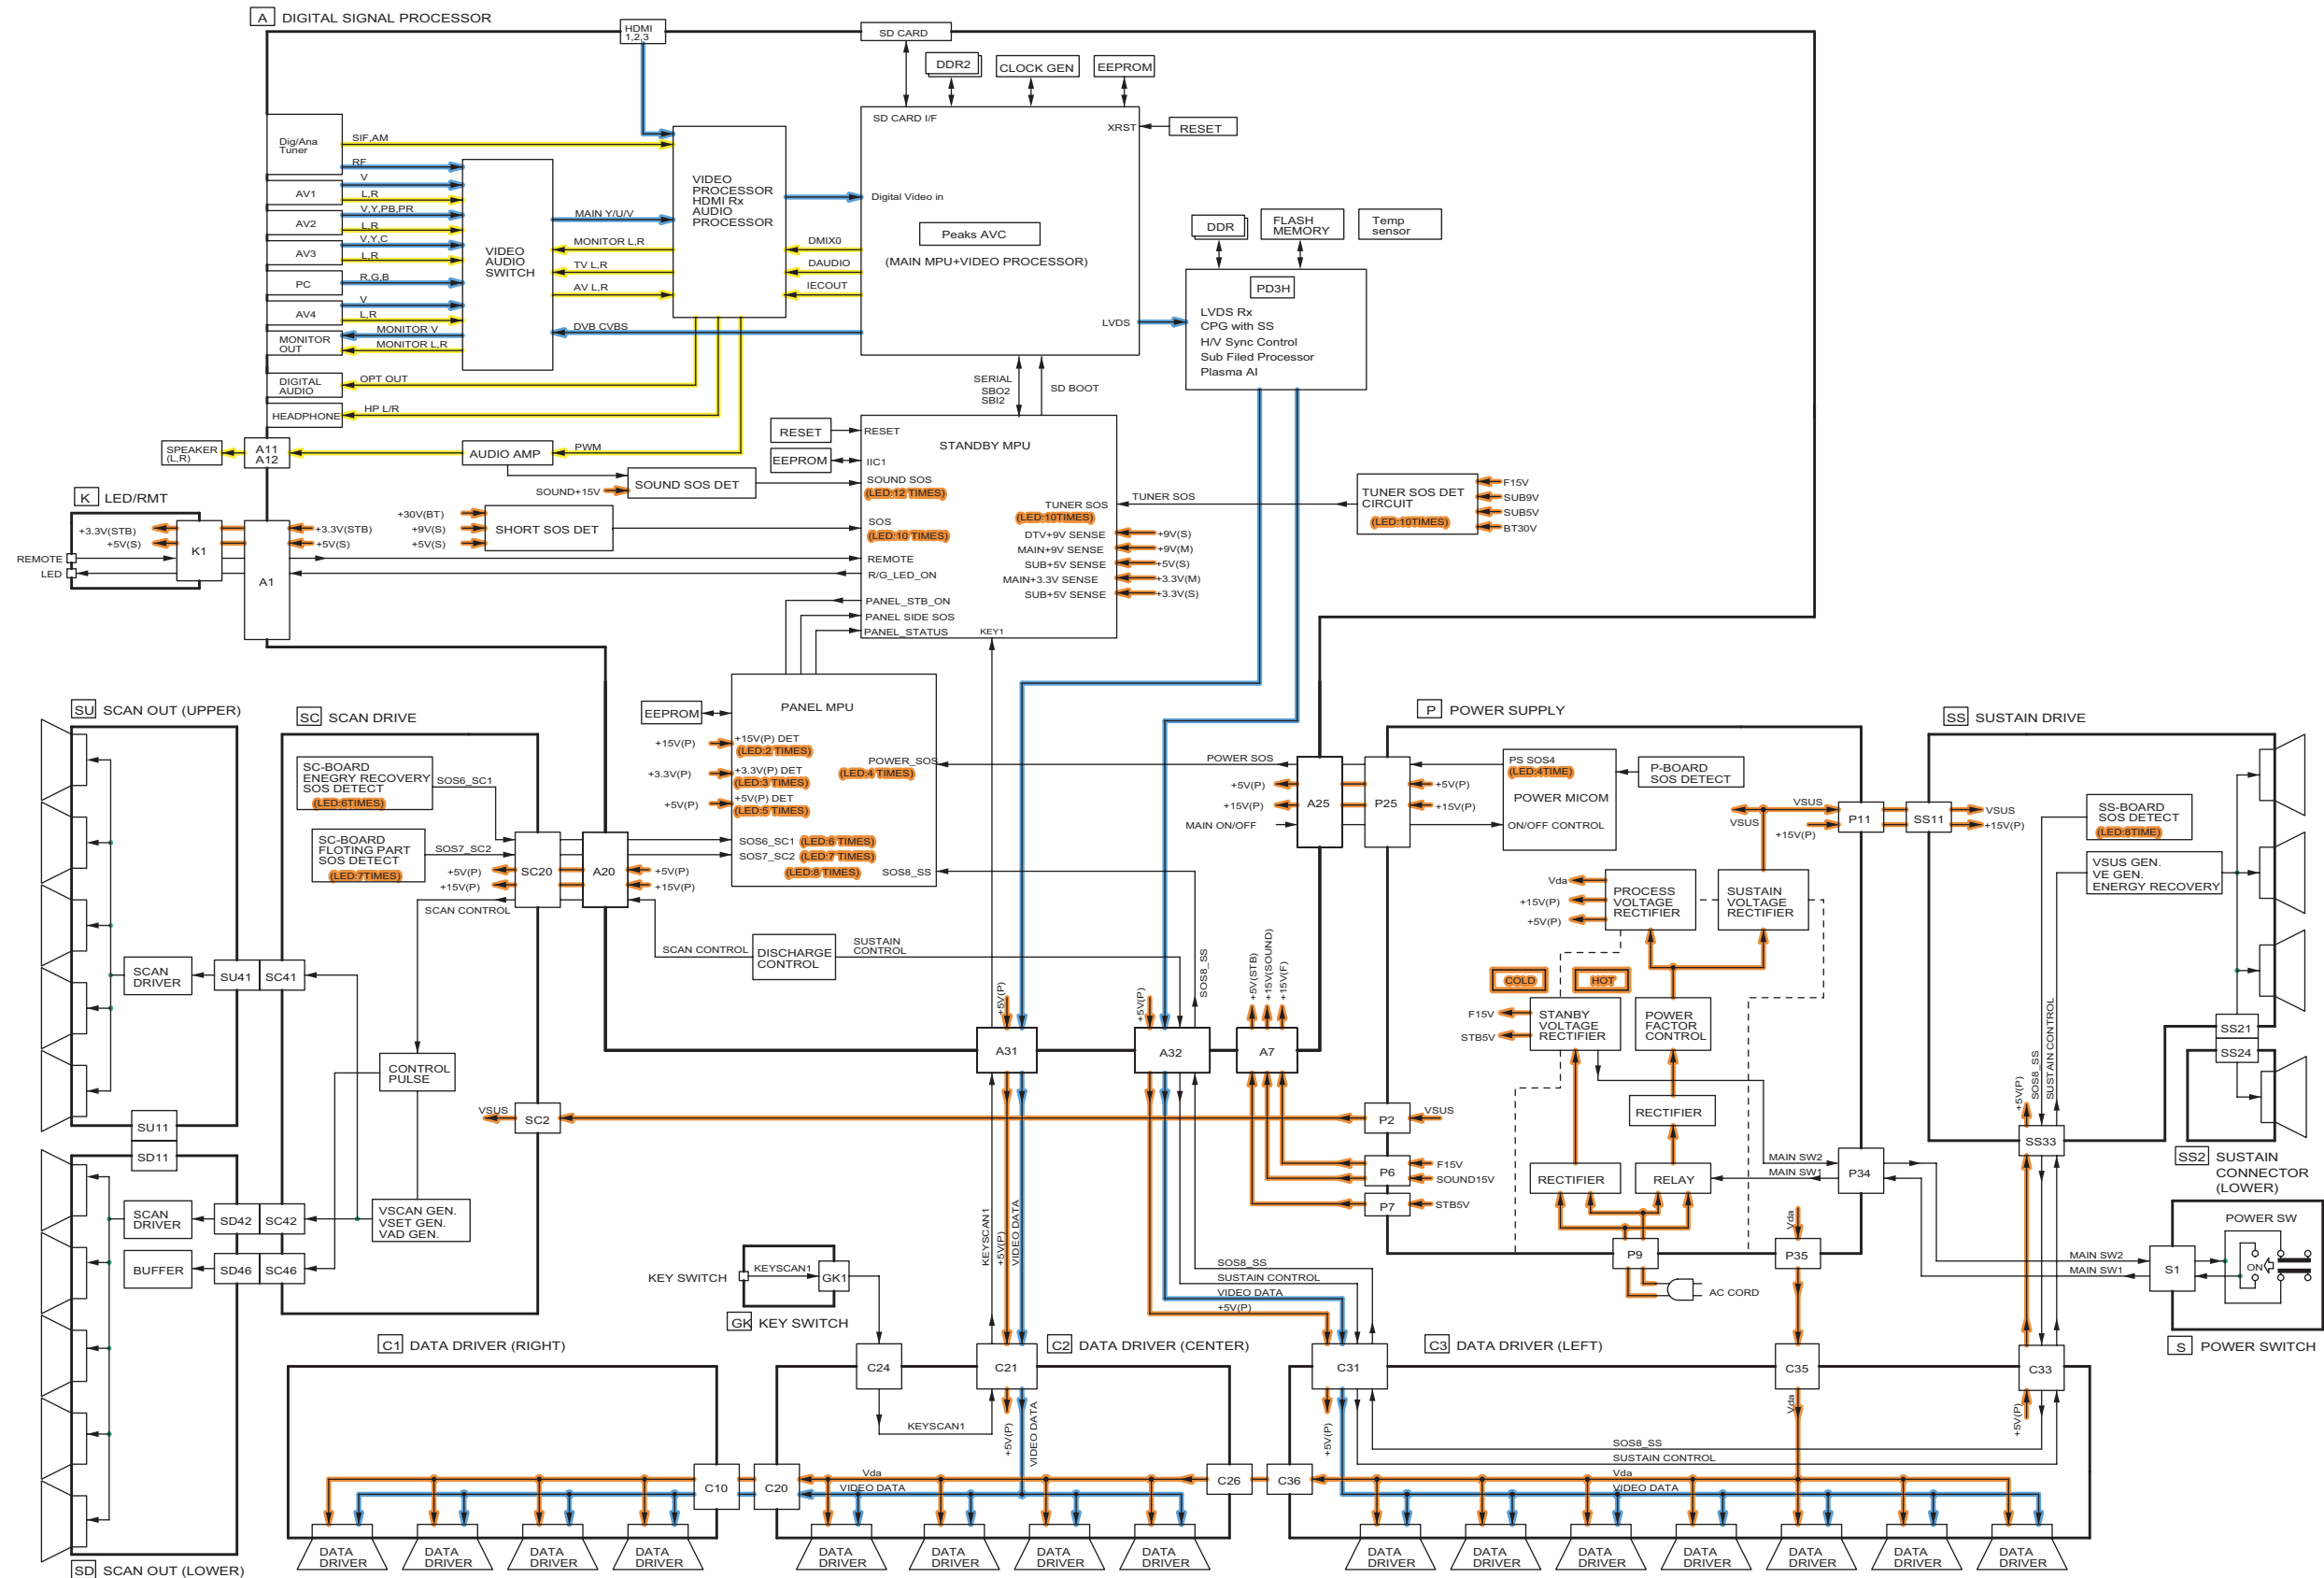 A DIGITAL SIGNAL PROCESSOR
HDMI
1,2,3
SD CARD
DDR2
CLOCK GEN
EEPROM
SD CARD I/F
XRST
RESET
Dig/Ana
Tuner
SIF,AM
RF
AV1
V
L,R
AV2
V,Y,PB,PR
L,R
AV3
V,Y,C
L,R
PC
R,G,B
AV4
V
L,R
MONITOR
OUT
MONITOR V
MONITOR L,R
DIGITAL
AUDIO
OPT OUT
HEADPHONE
HP L/R
VIDEO
AUDIO
SWITCH
MAIN Y/U/V
MONITOR L,R
TV L,R
AV L,R
DVB CVBS
VIDEO
PROCESSOR
HDMI Rx
AUDIO
PROCESSOR
Digital Video in
Peaks AVC
(MAIN MPU+VIDEO PROCESSOR)
DMIX0
DAUDIO
IECOUT
LVDS
DDR
FLASH
MEMORY
Temp
sensor
PD3H
LVDS Rx
CPG with SS
H/V Sync Control
Sub Filed Processor
Plasma AI
SERIAL
SBO2
SBI2
SD BOOT
SPEAKER
(L,R)
A11
A12
AUDIO AMP
PWM
RESET
RESET
STANDBY MPU
EEPROM
IIC1
SOUND+15V
SOUND SOS DET
SOUND SOS
(LED:12 TIMES)
+30V(BT)
+9V(S)
+5V(S)
SHORT SOS DET
SOS
(LED:10 TIMES)
REMOTE
R/G_LED_ON
PANEL_STB_ON
PANEL SIDE SOS
PANEL_STATUS
KEY1
TUNER SOS
(LED:10TIMES)
DTV+9V SENSE
MAIN+9V SENSE
SUB+5V SENSE
MAIN+3.3V SENSE
SUB+5V SENSE
+9V(S)
+9V(M)
+5V(S)
+3.3V(M)
+3.3V(S)
TUNER SOS
TUNER SOS DET
CIRCUIT
(LED:10TIMES)
F15V
SUB9V
SUB5V
BT30V
K LED/RMT
+3.3V(STB)
+5V(S)
REMOTE
LED
K1
A1
+3.3V(STB)
+5V(S)
SU SCAN OUT (UPPER)
SC SCAN DRIVE
SC-BOARD
ENEGRY RECOVERY
SOS DETECT
(LED:6TIMES)
SOS6_SC1
SC-BOARD
FLOTING PART
SOS DETECT
(LED:7TIMES)
SOS7_SC2
+5V(P)
+15V(P)
SCAN CONTROL
SC20
A20
+5V(P)
+15V(P)
EEPROM
PANEL MPU
+15V(P)
+15V(P) DET
(LED:2 TIMES)
+3.3V(P)
+3.3V(P) DET
(LED:3 TIMES)
+5V(P)
+5V(P) DET
(LED:5 TIMES)
POWER_SOS
(LED:4 TIMES)
SOS6_SC1 (LED:6 TIMES)
SOS7_SC2 (LED:7 TIMES)
(LED:8 TIMES) SOS8_SS
SCAN CONTROL
DISCHARGE
CONTROL
SUSTAIN
CONTROL
SOS8_SS
POWER SOS
+5V(P)
+15V(P)
MAIN ON/OFF
A25
P25
+5V(P)
+15V(P)
P POWER SUPPLY
PS SOS4
(LED:4TIME)
POWER MICOM
ON/OFF CONTROL
P-BOARD
SOS DETECT
VSUS
VSUS
+15V(P)
P11
SS11
VSUS
+15V(P)
Vda
+15V(P)
+5V(P)
PROCESS
VOLTAGE
RECTIFIER
SUSTAIN
VOLTAGE
RECTIFIER
COLD
HOT
F15V
STB5V
STANBY
VOLTAGE
RECTIFIER
POWER
FACTOR
CONTROL
RECTIFIER
RECTIFIER
RELAY
MAIN SW2
MAIN SW1
P34
SS SUSTAIN DRIVE
SS-BOARD
SOS DETECT
(LED:8TIME)
VSUS GEN.
VE GEN.
ENERGY RECOVERY
SS21
SS24
+5V(P)
SOS8_SS
SUSTAIN CONTROL
SS33
SS2 SUSTAIN
CONNECTOR
(LOWER)
SCAN
DRIVER
SU41
SC41
CONTROL
PULSE
SU11
SD11
VSUS
SC2
P2
VSUS
P6
F15V
SOUND15V
P7
STB5V
+5V(P)
A31
+5V(P)
A32
+5V(STB)
+15V(SOUND)
+15V(F)
A7
SCAN
DRIVER
SD42
SC42
VSCAN GEN.
VSET GEN.
VAD GEN.
BUFFER
SD46
SC46
KEY SWITCH
KEYSCAN1
GK1
GK KEY SWITCH
KEYSCAN1
+5V(P)
VIDEO DATA
SOS8_SS
SUSTAIN CONTROL
VIDEO DATA
+5V(P)
P9
AC CORD
P35
Vda
MAIN SW2
MAIN SW1
S1
POWER SW
ON
S POWER SWITCH
C1 DATA DRIVER (RIGHT)
C24
C21
C2 DATA DRIVER (CENTER)
C31
C3 DATA DRIVER (LEFT)
C35
C33
KEYSCAN1
+5V(P)
VIDEO DATA
+5V(P)
Vda
+5V(P)
SOS8_SS
SUSTAIN CONTROL
Vda
VIDEO DATA
C10
C20
Vda
VIDEO DATA
C26
C36
DATA
DRIVER
DATA
DRIVER
DATA
DRIVER
DATA
DRIVER
DATA
DRIVER
DATA
DRIVER
DATA
DRIVER
DATA
DRIVER
DATA
DRIVER
DATA
DRIVER
DATA
DRIVER
DATA
DRIVER
DATA
DRIVER
DATA
DRIVER
DATA
DRIVER
SD SCAN OUT (LOWER)